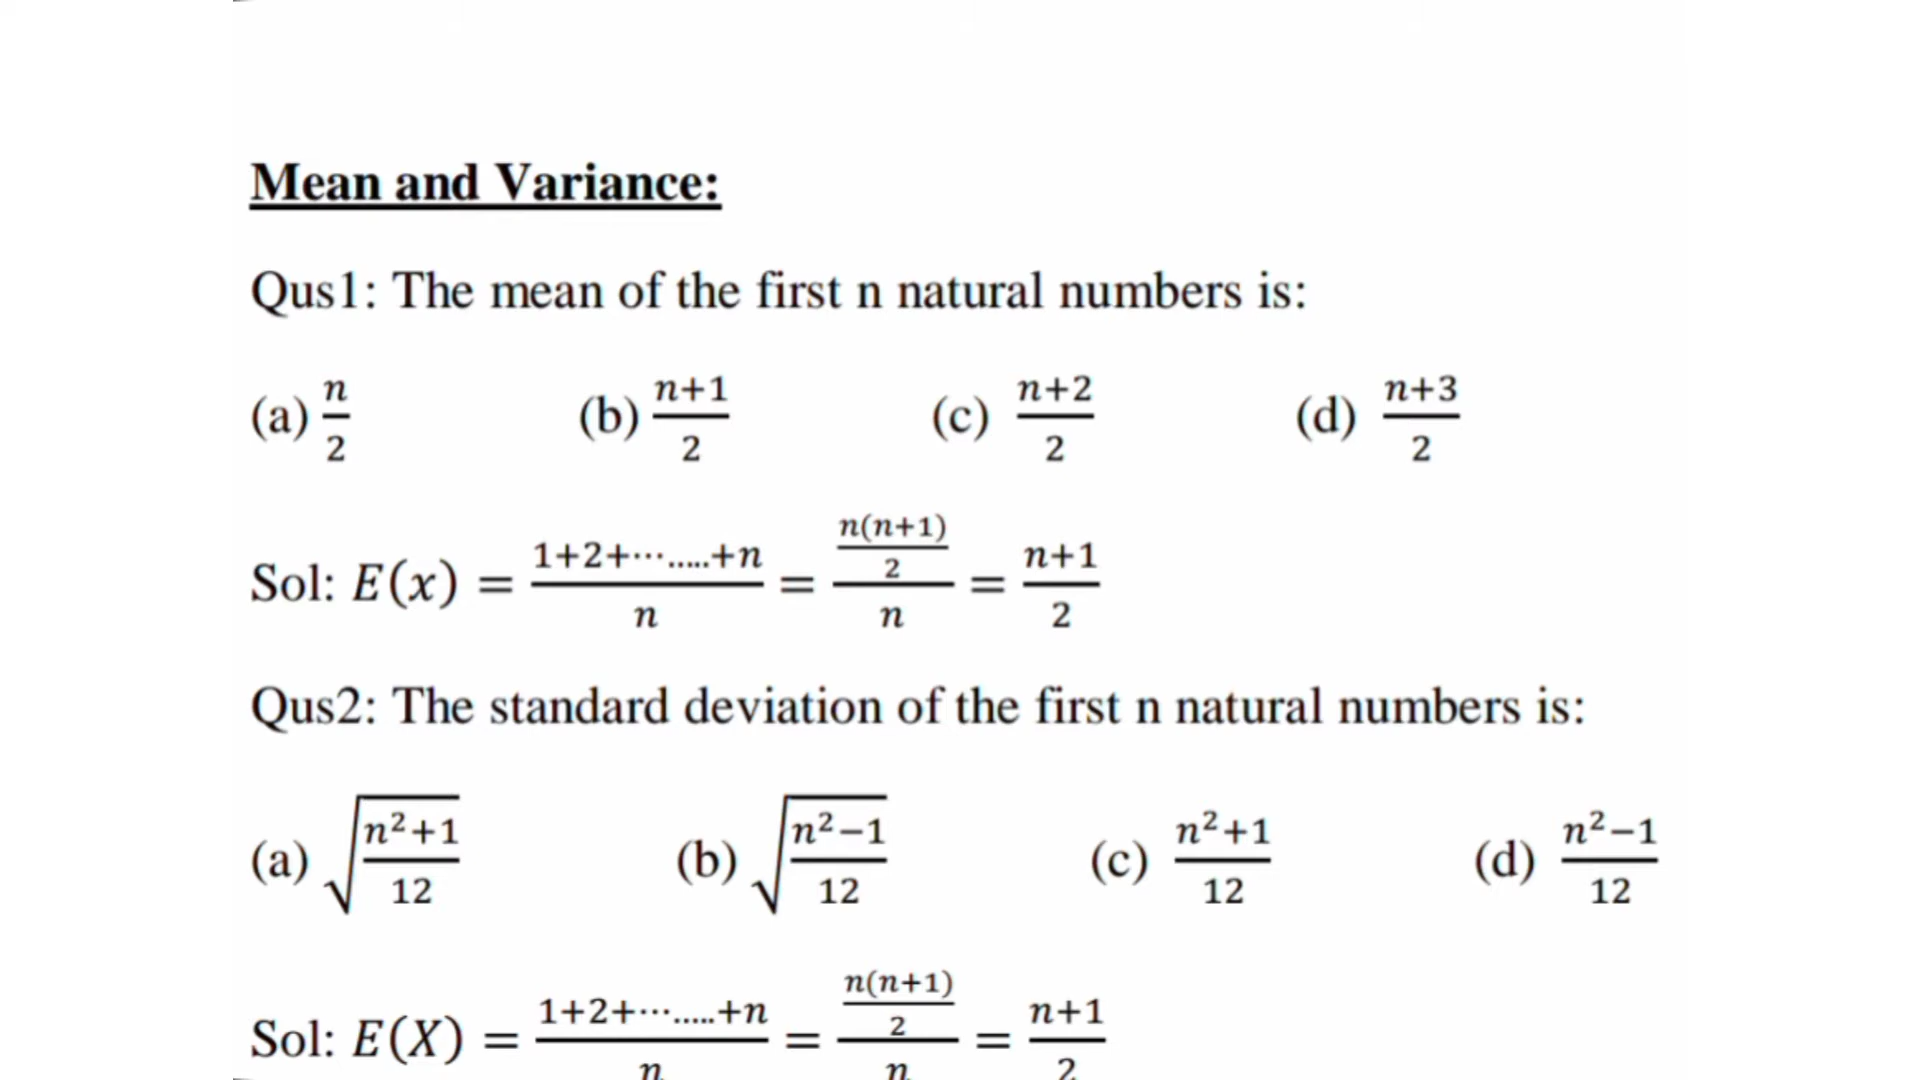 Mean and Variance:
Qus1: The mean of the first n natural numbers is:
(a) n/2 (b) n+1/2 (c) n+2/2 (d) n+3/2
Sol: E(x) = 1+2+⋯.....+n/n = n(n+1)/2/n = n+1/2
Qus2: The standard deviation of the first n natural numbers is:
(a) √n²+1/12 (b) √n²−1/12 (c) n²+1/12 (d) n²−1/12
Sol: E(X) = 1+2+⋯.....+n/n = n(n+1)/2/n = n+1/2